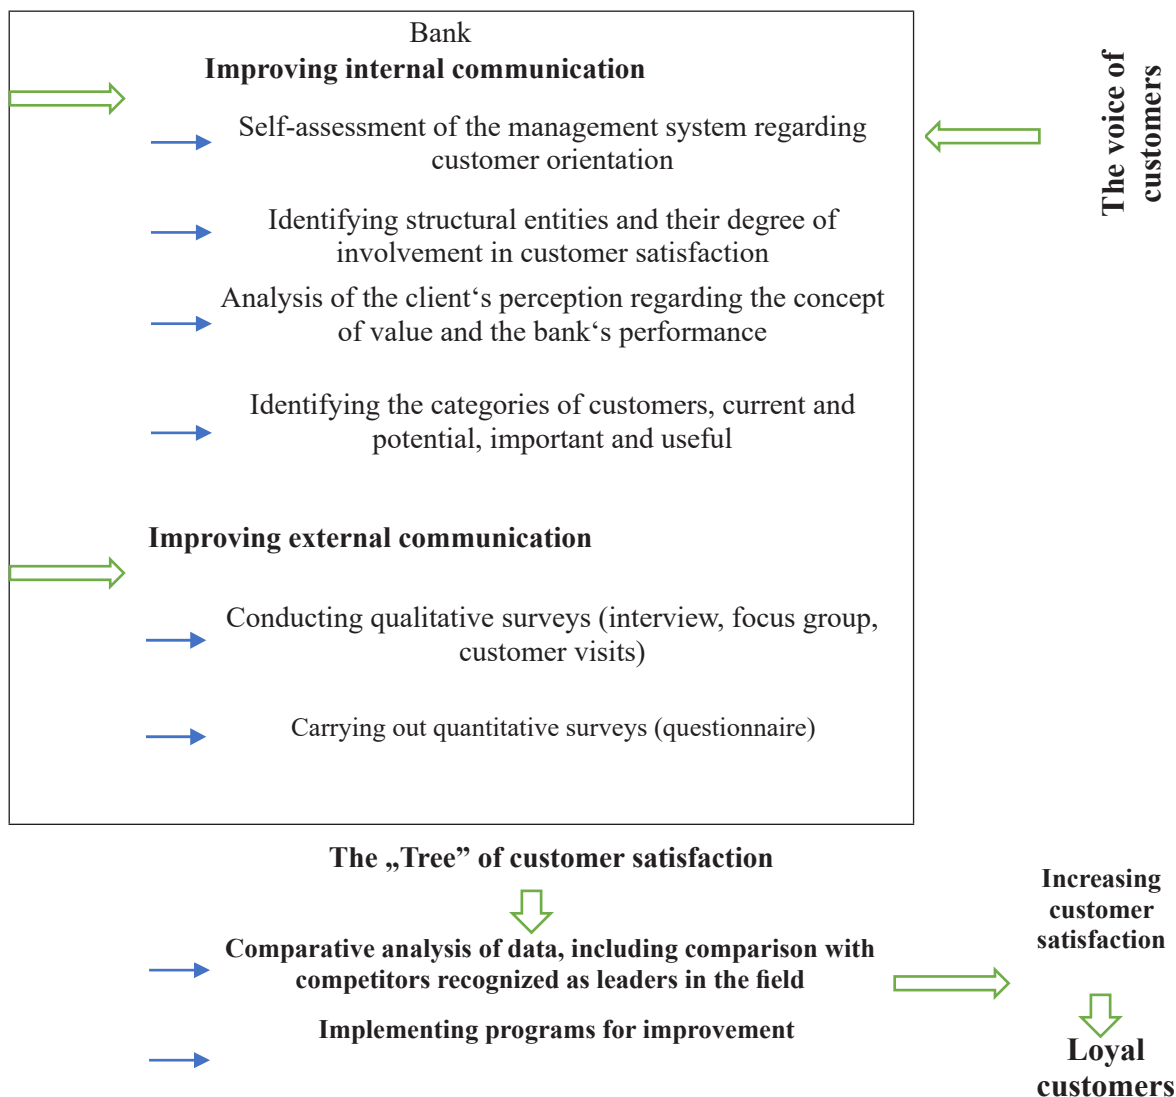 Bank
Improving internal communication
Self-assessment of the management system regarding
customer orientation
The voice of
customers
Identifying structural entities and their degree of
involvement in customer satisfaction
Analysis of the client‘s perception regarding the concept
of value and the bank‘s performance
Identifying the categories of customers, current and
potential, important and useful
Improving external communication
Conducting qualitative surveys (interview, focus group,
customer visits)
Carrying out quantitative surveys (questionnaire)
The „Tree” of customer satisfaction
Comparative analysis of data, including comparison with
competitors recognized as leaders in the field
Implementing programs for improvement
Increasing
customer
satisfaction
Loyal
customers